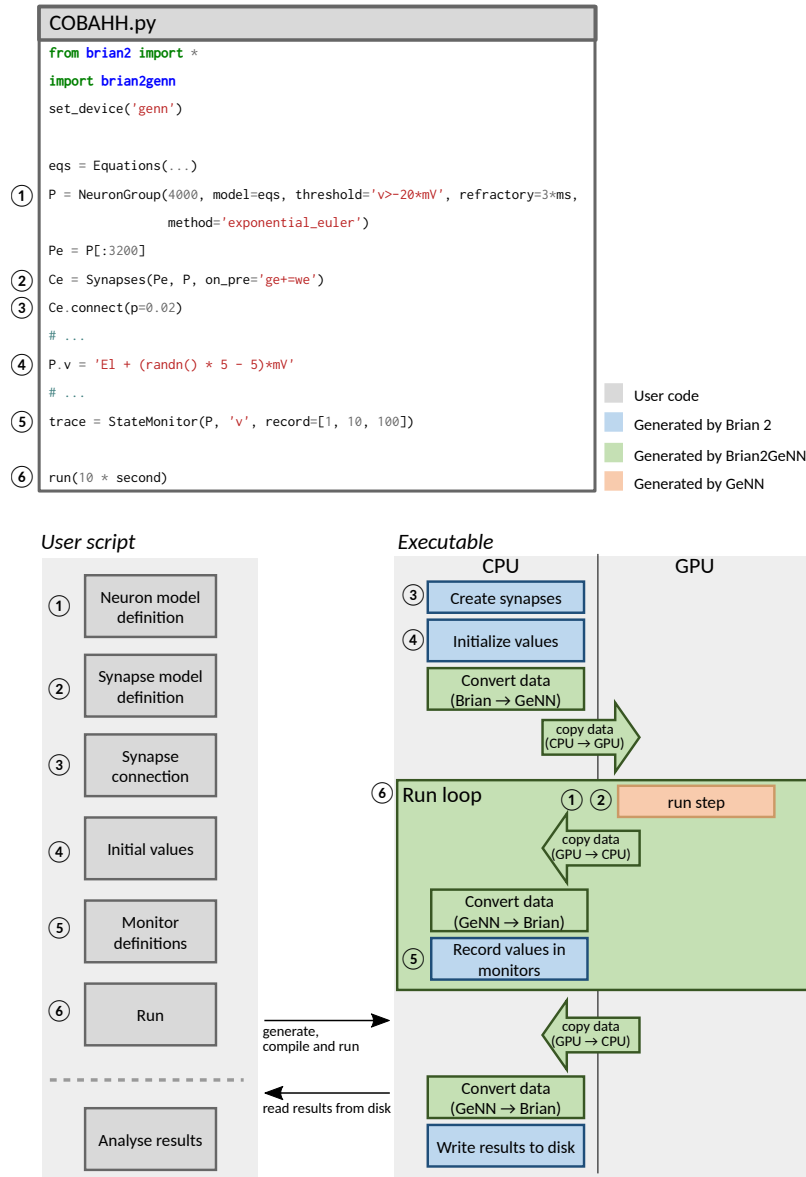 COBAHH.py
from brian2 import *
import brian2genn
set_device('genn')
eqs = Equations(...)
① P = NeuronGroup(4000, model=eqs, threshold='v>-20*mV', refractory=3*ms,
method='exponential_euler')
Pe = P[:3200]
② Ce = Synapses(Pe, P, on_pre='ge+=we')
③ Ce.connect(p=0.02)
# ...
④ P.v = 'El + (randn() * 5 - 5)*mV'
# ...
⑤ trace = StateMonitor(P, 'v', record=[1, 10, 100])
⑥ run(10 * second)
User code
Generated by Brian 2
Generated by Brian2GeNN
Generated by GeNN
User script
① Neuron model
definition
② Synapse model
definition
③ Synapse
connection
④ Initial values
⑤ Monitor
definitions
⑥ Run
Analyse results
generate,
compile and run
read results from disk
Executable
CPU
GPU
③ Create synapses
④ Initialize values
Convert data
(Brian → GeNN)
copy data
(CPU → GPU)
⑥ Run loop
① ② run step
copy data
(GPU → CPU)
Convert data
(GeNN → Brian)
⑤ Record values in
monitors
copy data
(GPU → CPU)
Convert data
(GeNN → Brian)
Write results to disk